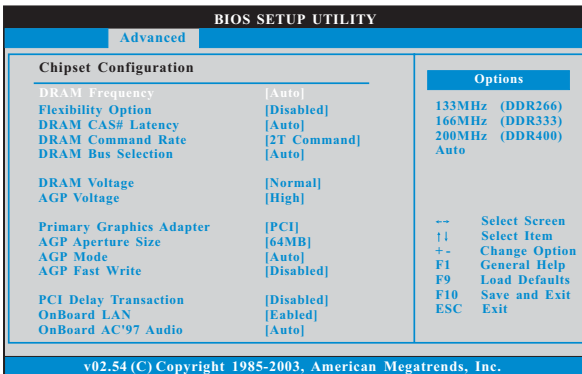 BIOS SETUP UTILITY
Advanced
Chipset Configuration
DRAM Frequency [Auto]
Flexibility Option [Disabled]
DRAM CAS# Latency [Auto]
DRAM Command Rate [2T Command]
DRAM Bus Selection [Auto]
DRAM Voltage [Normal]
AGP Voltage [High]
Primary Graphics Adapter [PCI]
AGP Aperture Size [64MB]
AGP Mode [Auto]
AGP Fast Write [Disabled]
PCI Delay Transaction [Disabled]
OnBoard LAN [Eabled]
OnBoard AC'97 Audio [Auto]
Options
133MHz (DDR266)
166MHz (DDR333)
200MHz (DDR400)
Auto
←→ Select Screen
↑↓ Select Item
+ - Change Option
F1 General Help
F9 Load Defaults
F10 Save and Exit
ESC Exit
v02.54 (C) Copyright 1985-2003, American Megatrends, Inc.